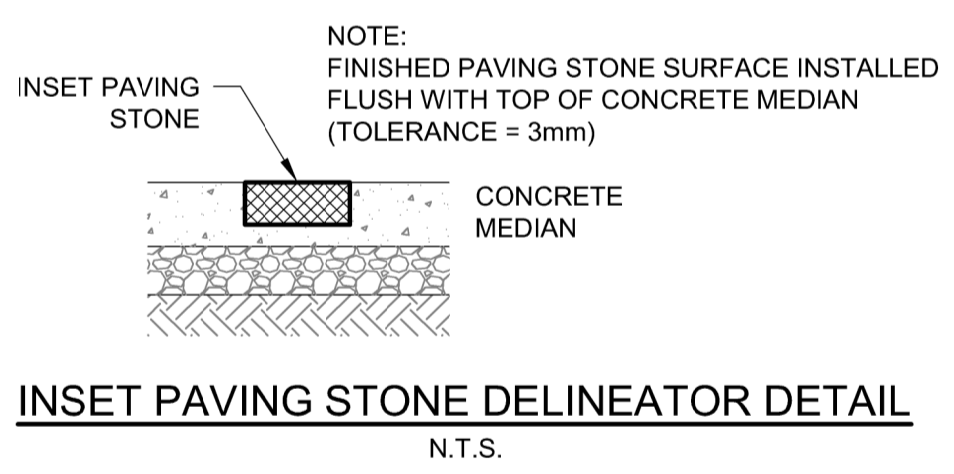 NOTE:
FINISHED PAVING STONE SURFACE INSTALLED
FLUSH WITH TOP OF CONCRETE MEDIAN
(TOLERANCE = 3mm)
INSET PAVING
STONE
CONCRETE
MEDIAN
INSET PAVING STONE DELINEATOR DETAIL
N.T.S.